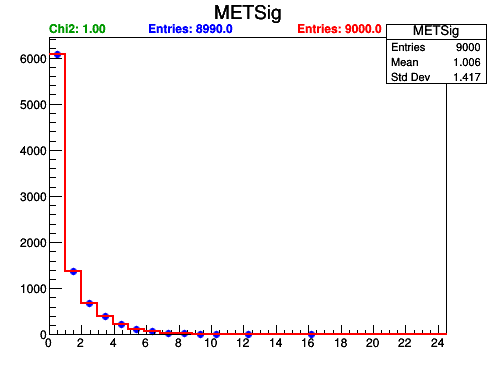 METSig
Chi2: 1.00 Entries: 8990.0 Entries: 9000.0
METSig
Entries 9000
Mean 1.006
Std Dev 1.417
6000
5000
4000
3000
2000
1000
0
0 2 4 6 8 10 12 14 16 18 20 22 24